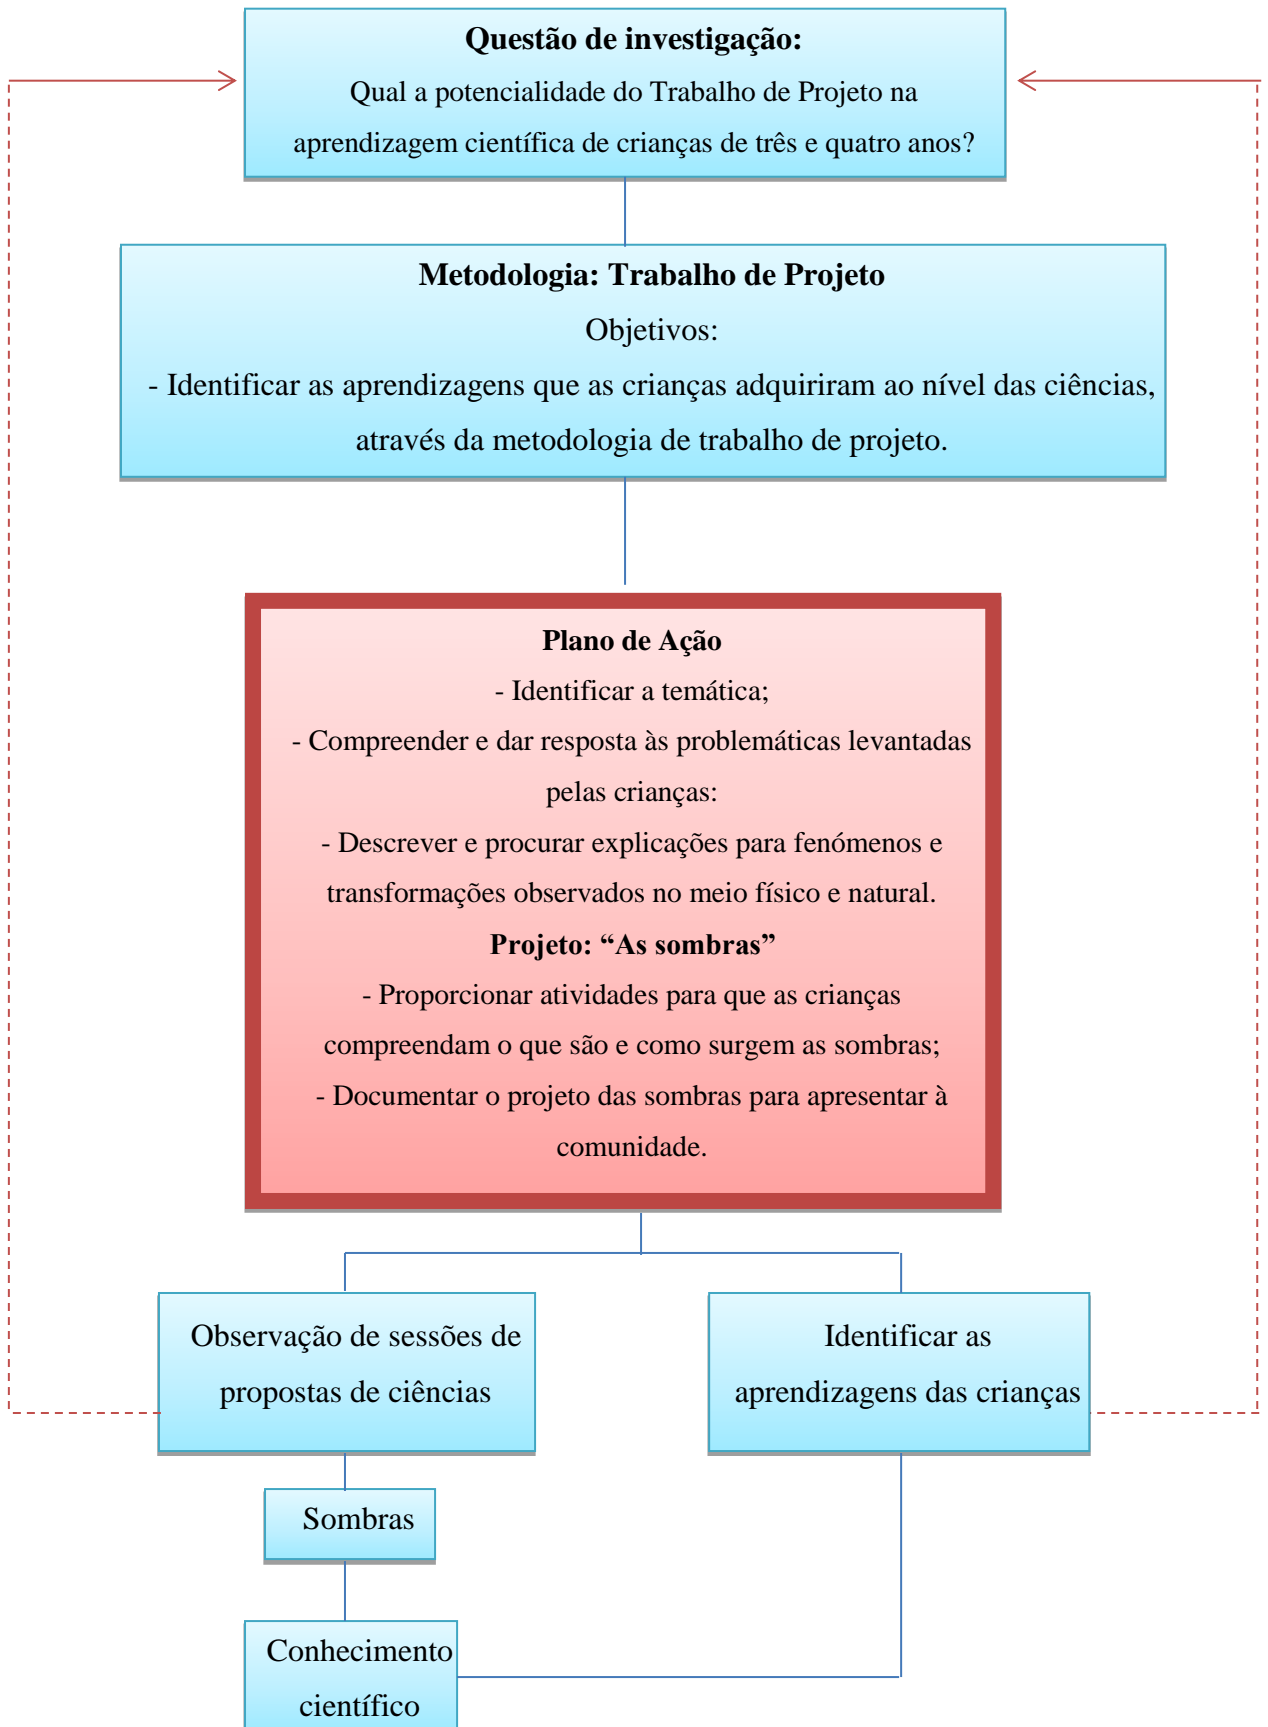 Questão de investigação:
Qual a potencialidade do Trabalho de Projeto na
aprendizagem científica de crianças de três e quatro anos?
Metodologia: Trabalho de Projeto
Objetivos:
- Identificar as aprendizagens que as crianças adquiriram ao nível das ciências,
através da metodologia de trabalho de projeto.
Plano de Ação
- Identificar a temática;
- Compreender e dar resposta às problemáticas levantadas
pelas crianças:
- Descrever e procurar explicações para fenómenos e
transformações observados no meio físico e natural.
Projeto: “As sombras”
- Proporcionar atividades para que as crianças
compreendam o que são e como surgem as sombras;
- Documentar o projeto das sombras para apresentar à
comunidade.
Observação de sessões de
propostas de ciências
Identificar as
aprendizagens das crianças
Sombras
Conhecimento
científico